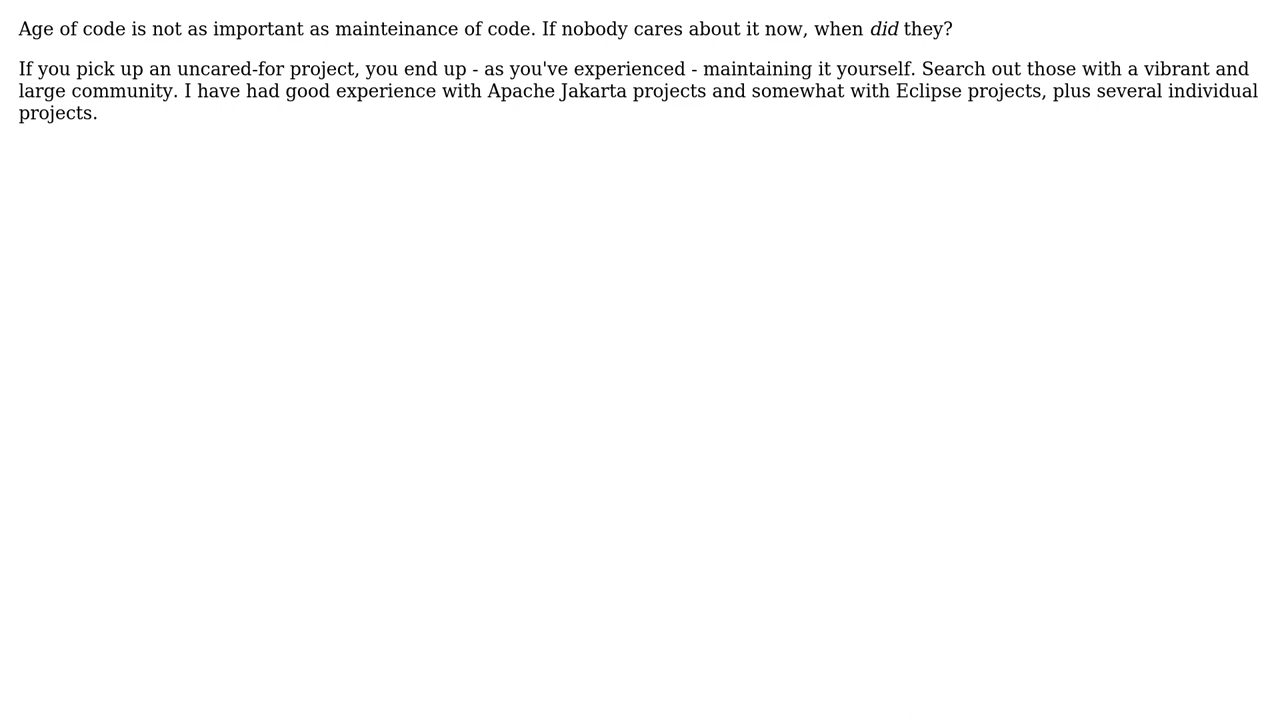 Age of code is not as important as mainteinance of code. If nobody cares about it now, when did they?
If you pick up an uncared-for project, you end up - as you've experienced - maintaining it yourself. Search out those with a vibrant and
large community. I have had good experience with Apache Jakarta projects and somewhat with Eclipse projects, plus several individual
projects.